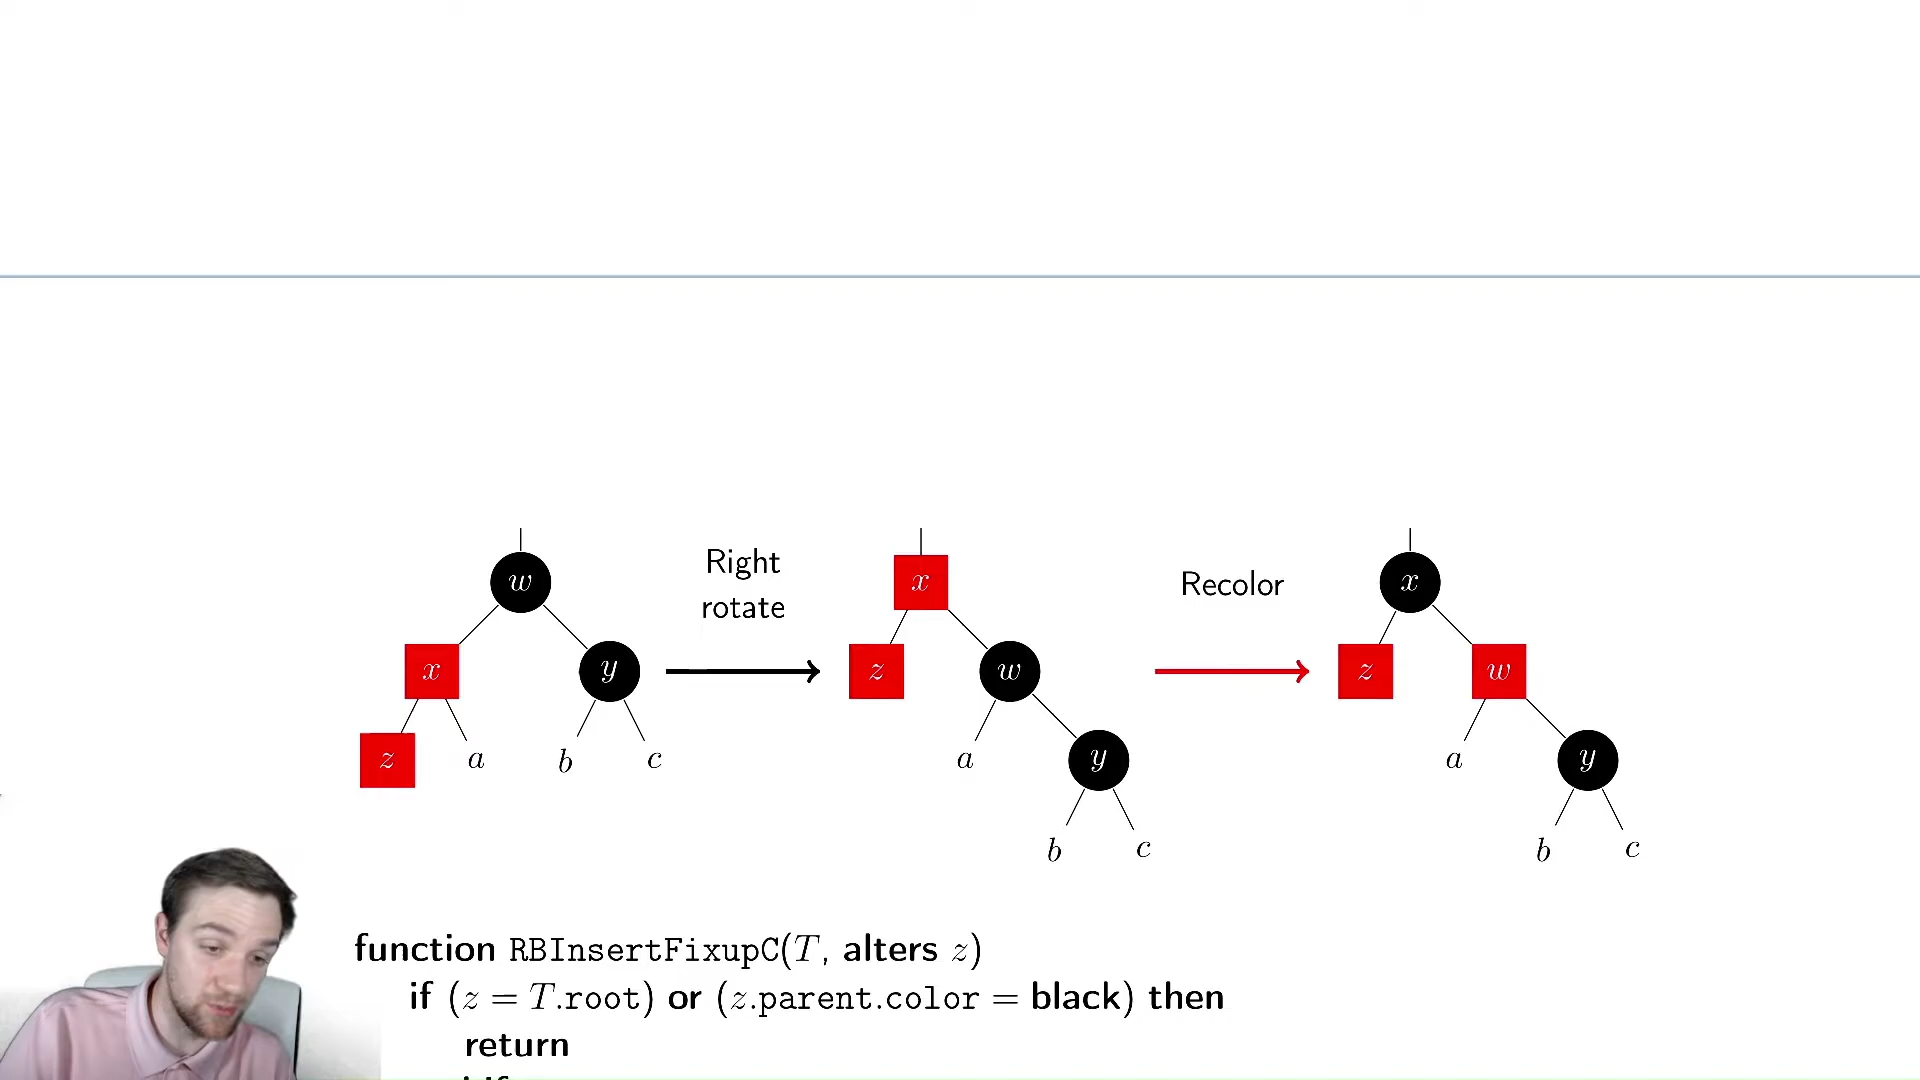 w
Right
x
Recolor
x
rotate
x
y
z
w
z
w
z
a
b
c
a
y
a
y
b
c
b
c
function RBInsertFixupC(T, alters z)
if (z = T.root) or (z.parent.color = black) then
return